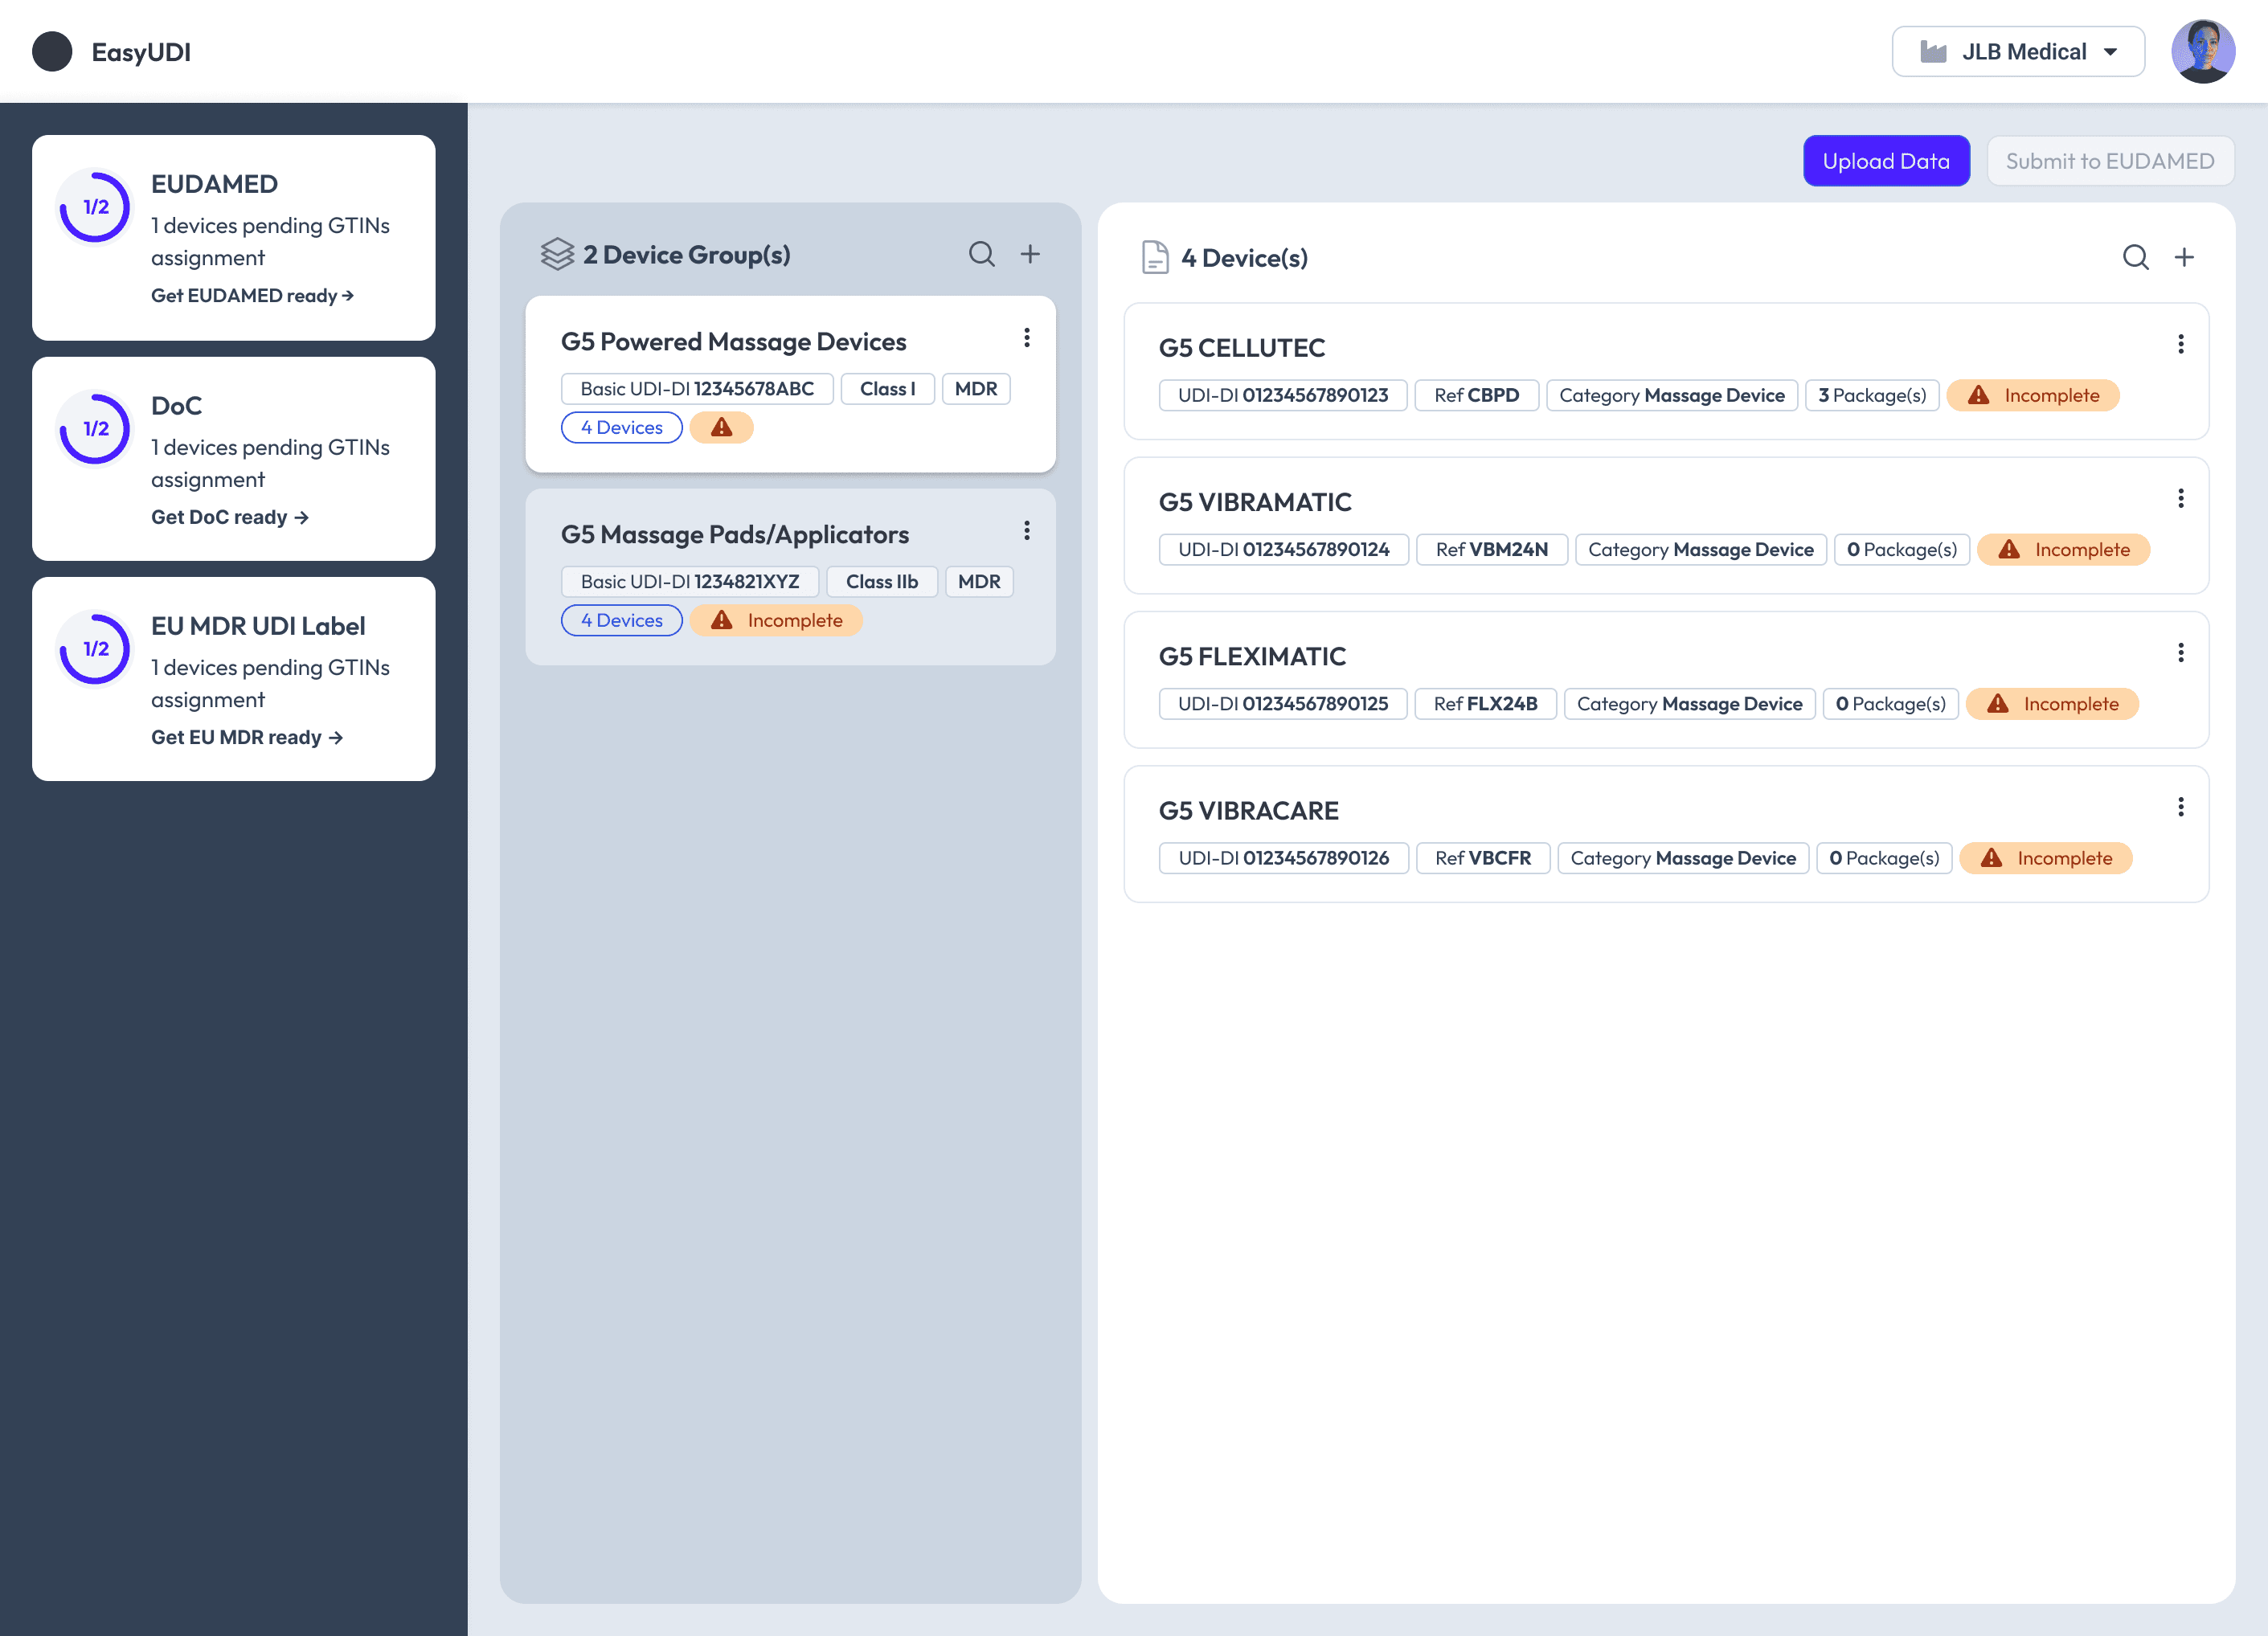 EasyUDI
JLB Medical
1/2
EUDAMED
1 devices pending GTINs
assignment
Get EUDAMED ready →
1/2
DoC
1 devices pending GTINs
assignment
Get DoC ready →
1/2
EU MDR UDI Label
1 devices pending GTINs
assignment
Get EU MDR ready →
Upload Data
Submit to EUDAMED
2 Device Group(s)
G5 Powered Massage Devices
Basic UDI-DI 12345678ABC Class I MDR
4 Devices
G5 Massage Pads/Applicators
Basic UDI-DI 1234821XYZ Class IIb MDR
4 Devices Incomplete
4 Device(s)
G5 CELLUTEC
UDI-DI 01234567890123 Ref CBPD Category Massage Device 3 Package(s) Incomplete
G5 VIBRAMATIC
UDI-DI 01234567890124 Ref VBM24N Category Massage Device 0 Package(s) Incomplete
G5 FLEXIMATIC
UDI-DI 01234567890125 Ref FLX24B Category Massage Device 0 Package(s) Incomplete
G5 VIBRACARE
UDI-DI 01234567890126 Ref VBCFR Category Massage Device 0 Package(s) Incomplete